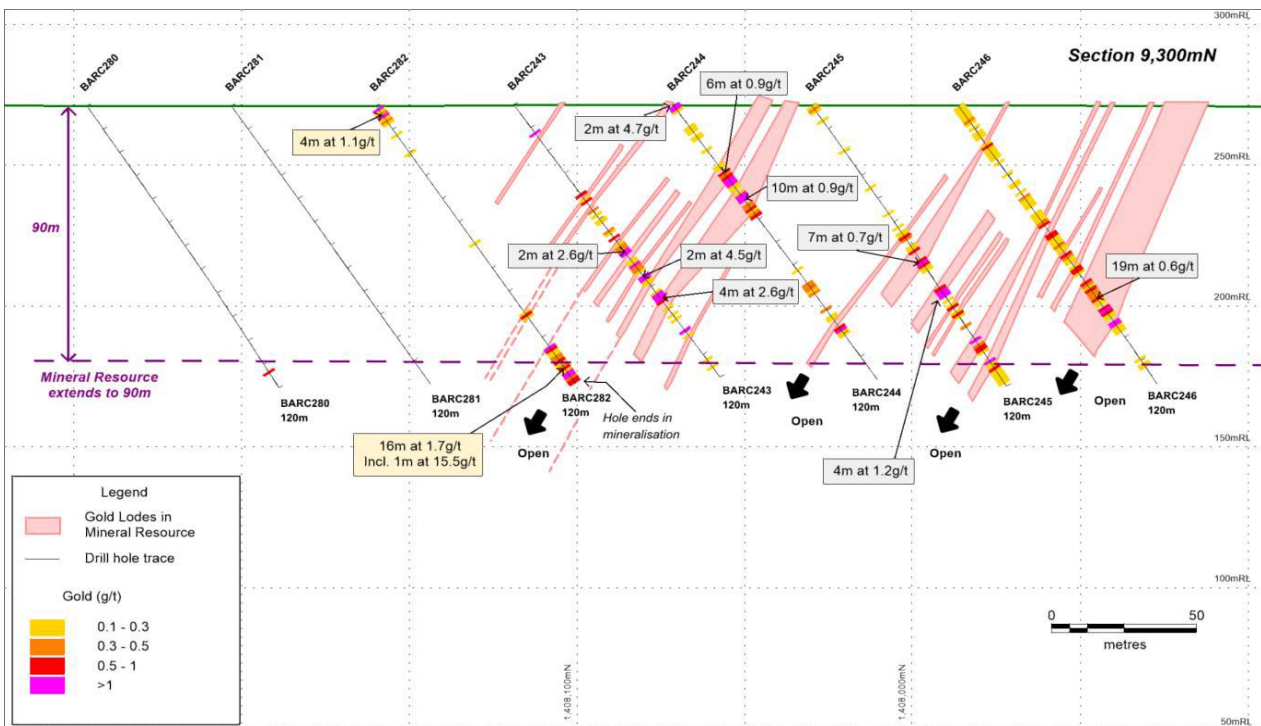 300mRL
Section 9,300mN
BARC280
BARC281
BARC282
BARC243
BARC244
BARC245
BARC246
6m at 0.9g/t
2m at 4.7g/t
4m at 1.1g/t
250mRL
10m at 0.9g/t
90m
7m at 0.7g/t
2m at 2.6g/t
2m at 4.5g/t
19m at 0.6g/t
4m at 2.6g/t
200mRL
Mineral Resource
extends to 90m
BARC280
120m
BARC281
120m
BARC282
120m
BARC243
120m
BARC244
120m
BARC245
120m
BARC246
120m
Hole ends in
mineralisation
Open
Open
Open
Open
16m at 1.7g/t
Incl. 1m at 15.5g/t
4m at 1.2g/t
150mRL
Legend
Gold Lodes in
Mineral Resource
Drill hole trace
Gold (g/t)
0.1 - 0.3
0.3 - 0.5
0.5 - 1
>1
100mRL
0 50
metres
1,408,100mN
1,408,000mN
50mRL